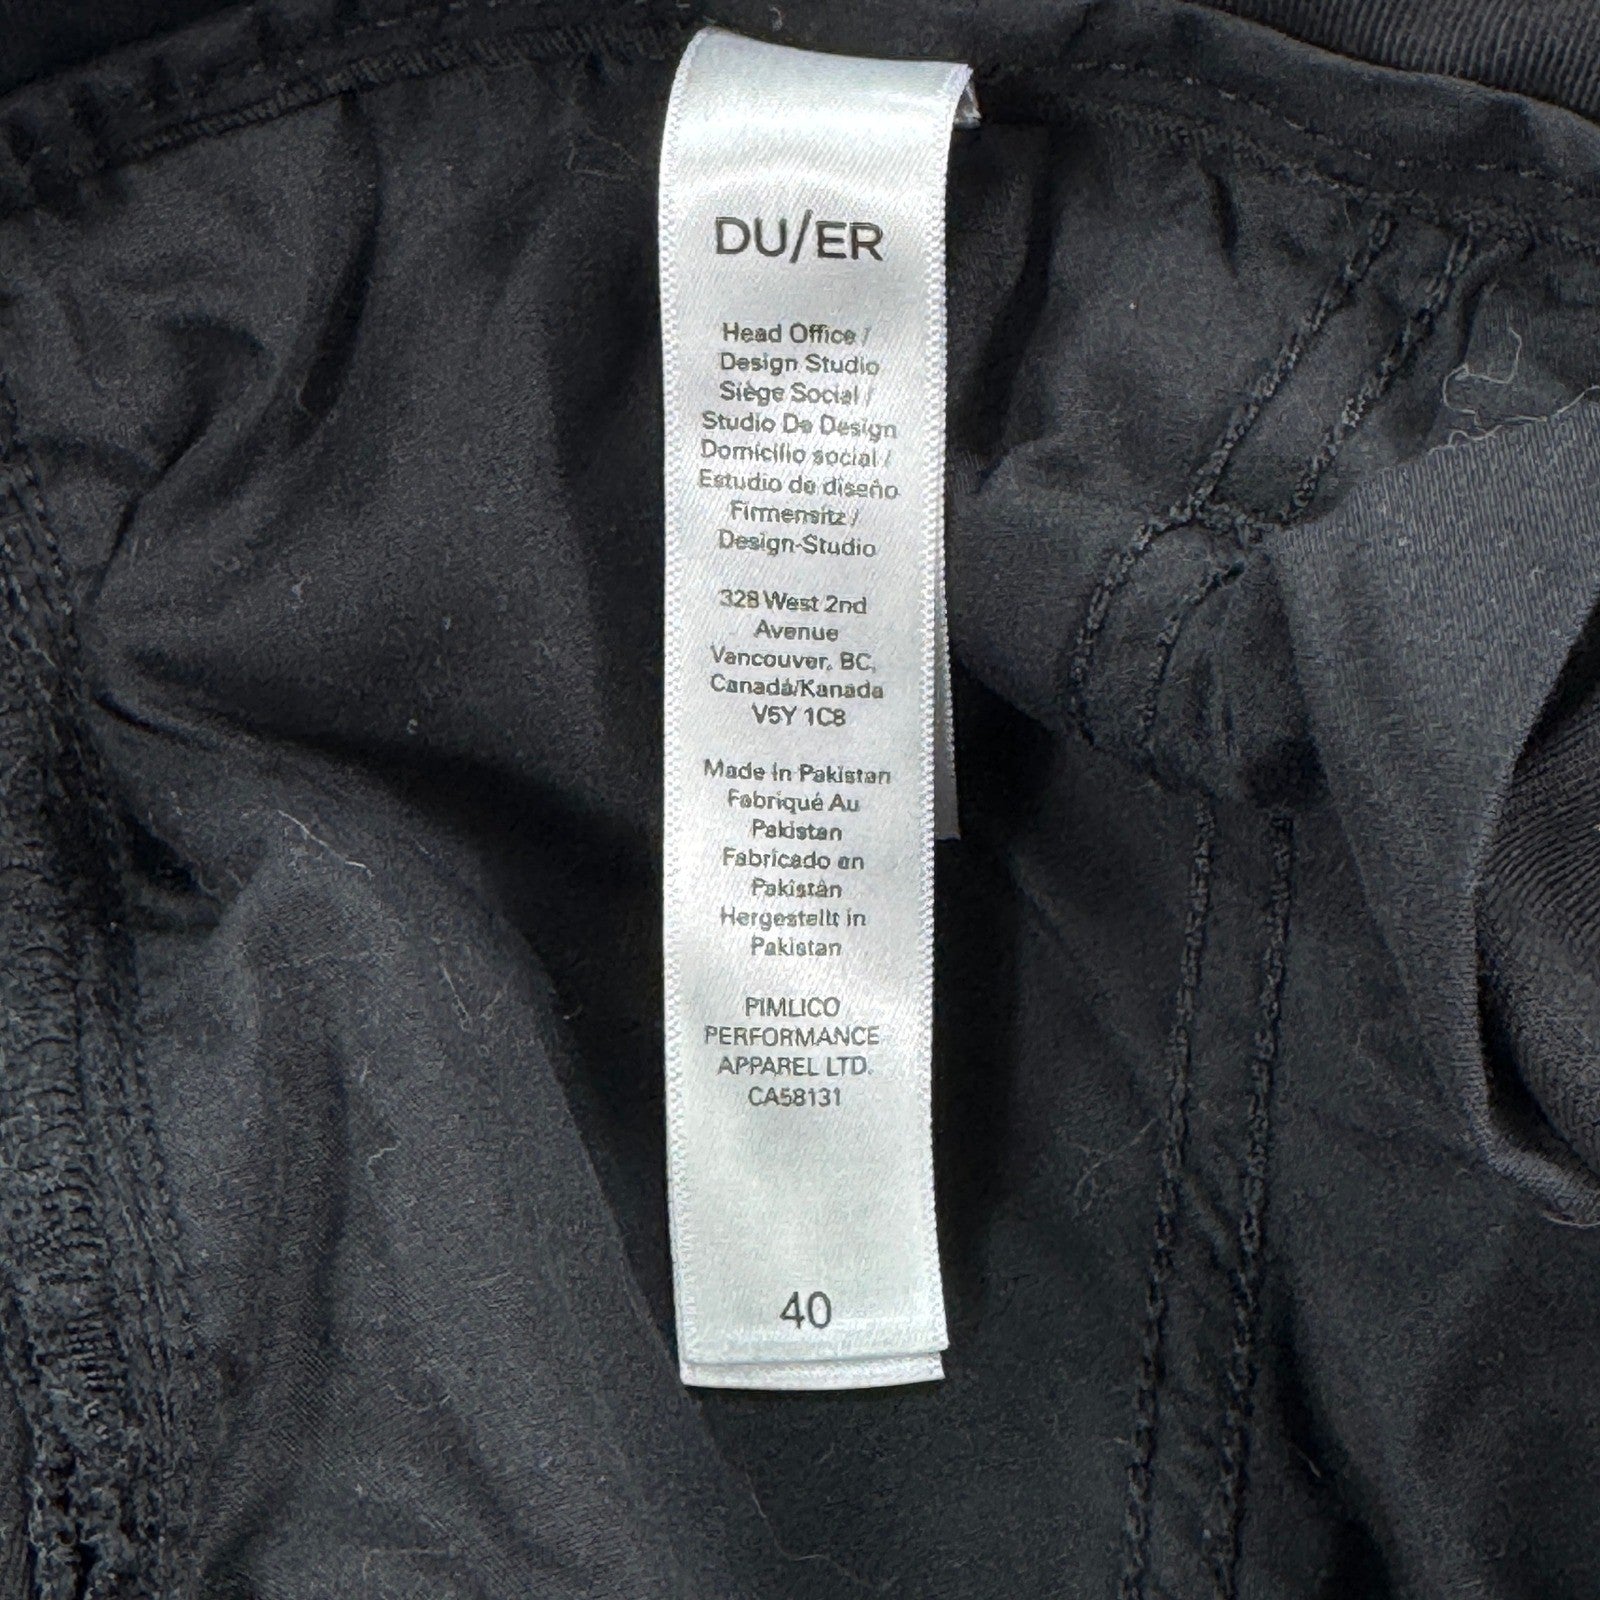 DU/ER
Head Office /
Design Studio
Siège Social /
Studio De Design
Domicilio social /
Estudio de diseño
Firmensitz /
Design-Studio
328 West 2nd
Avenue
Vancouver, BC,
Canada/Kanada
V5Y 1C8
Made in Pakistan
Fabriqué Au
Pakistan
Fabricado en
Pakistán
Hergestellt in
Pakistan
PIMLICO
PERFORMANCE
APPAREL LTD.
CA58131
40